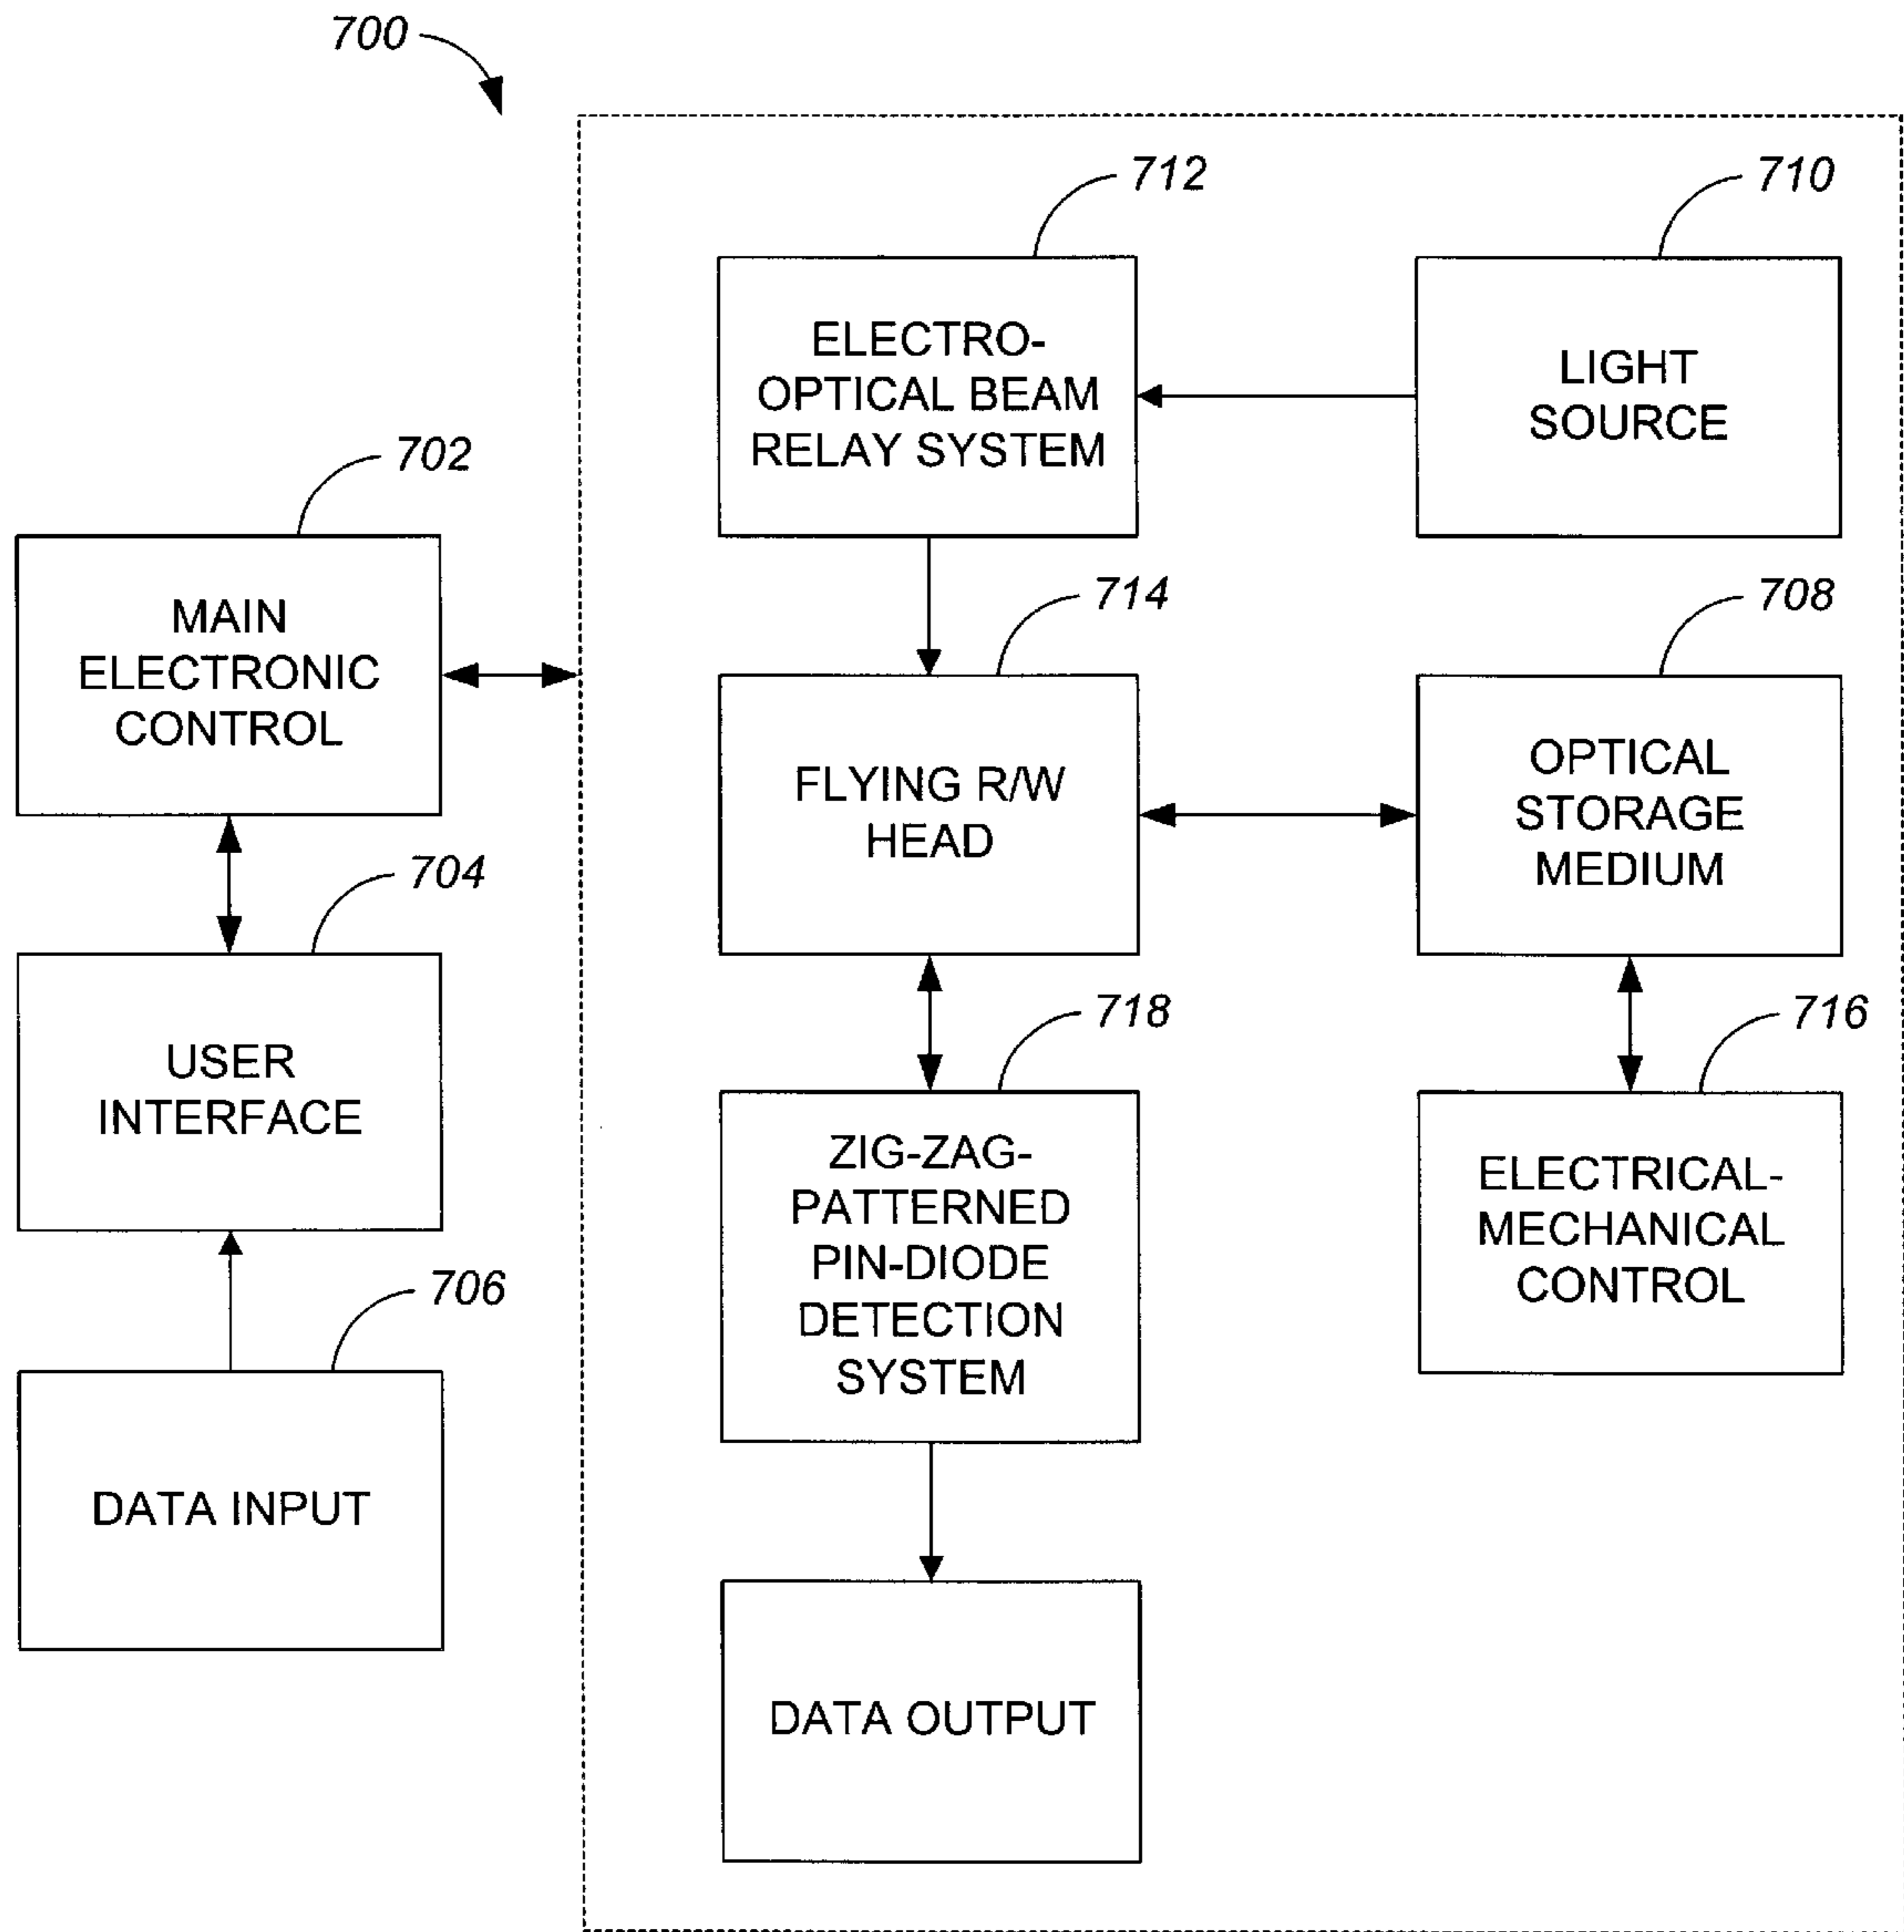 700
712
710
ELECTRO-
OPTICAL BEAM
RELAY SYSTEM
LIGHT
SOURCE
702
MAIN
ELECTRONIC
CONTROL
714
FLYING R/W
HEAD
708
OPTICAL
STORAGE
MEDIUM
704
USER
INTERFACE
718
ZIG-ZAG-
PATTERNED
PIN-DIODE
DETECTION
SYSTEM
716
ELECTRICAL-
MECHANICAL
CONTROL
706
DATA INPUT
DATA OUTPUT